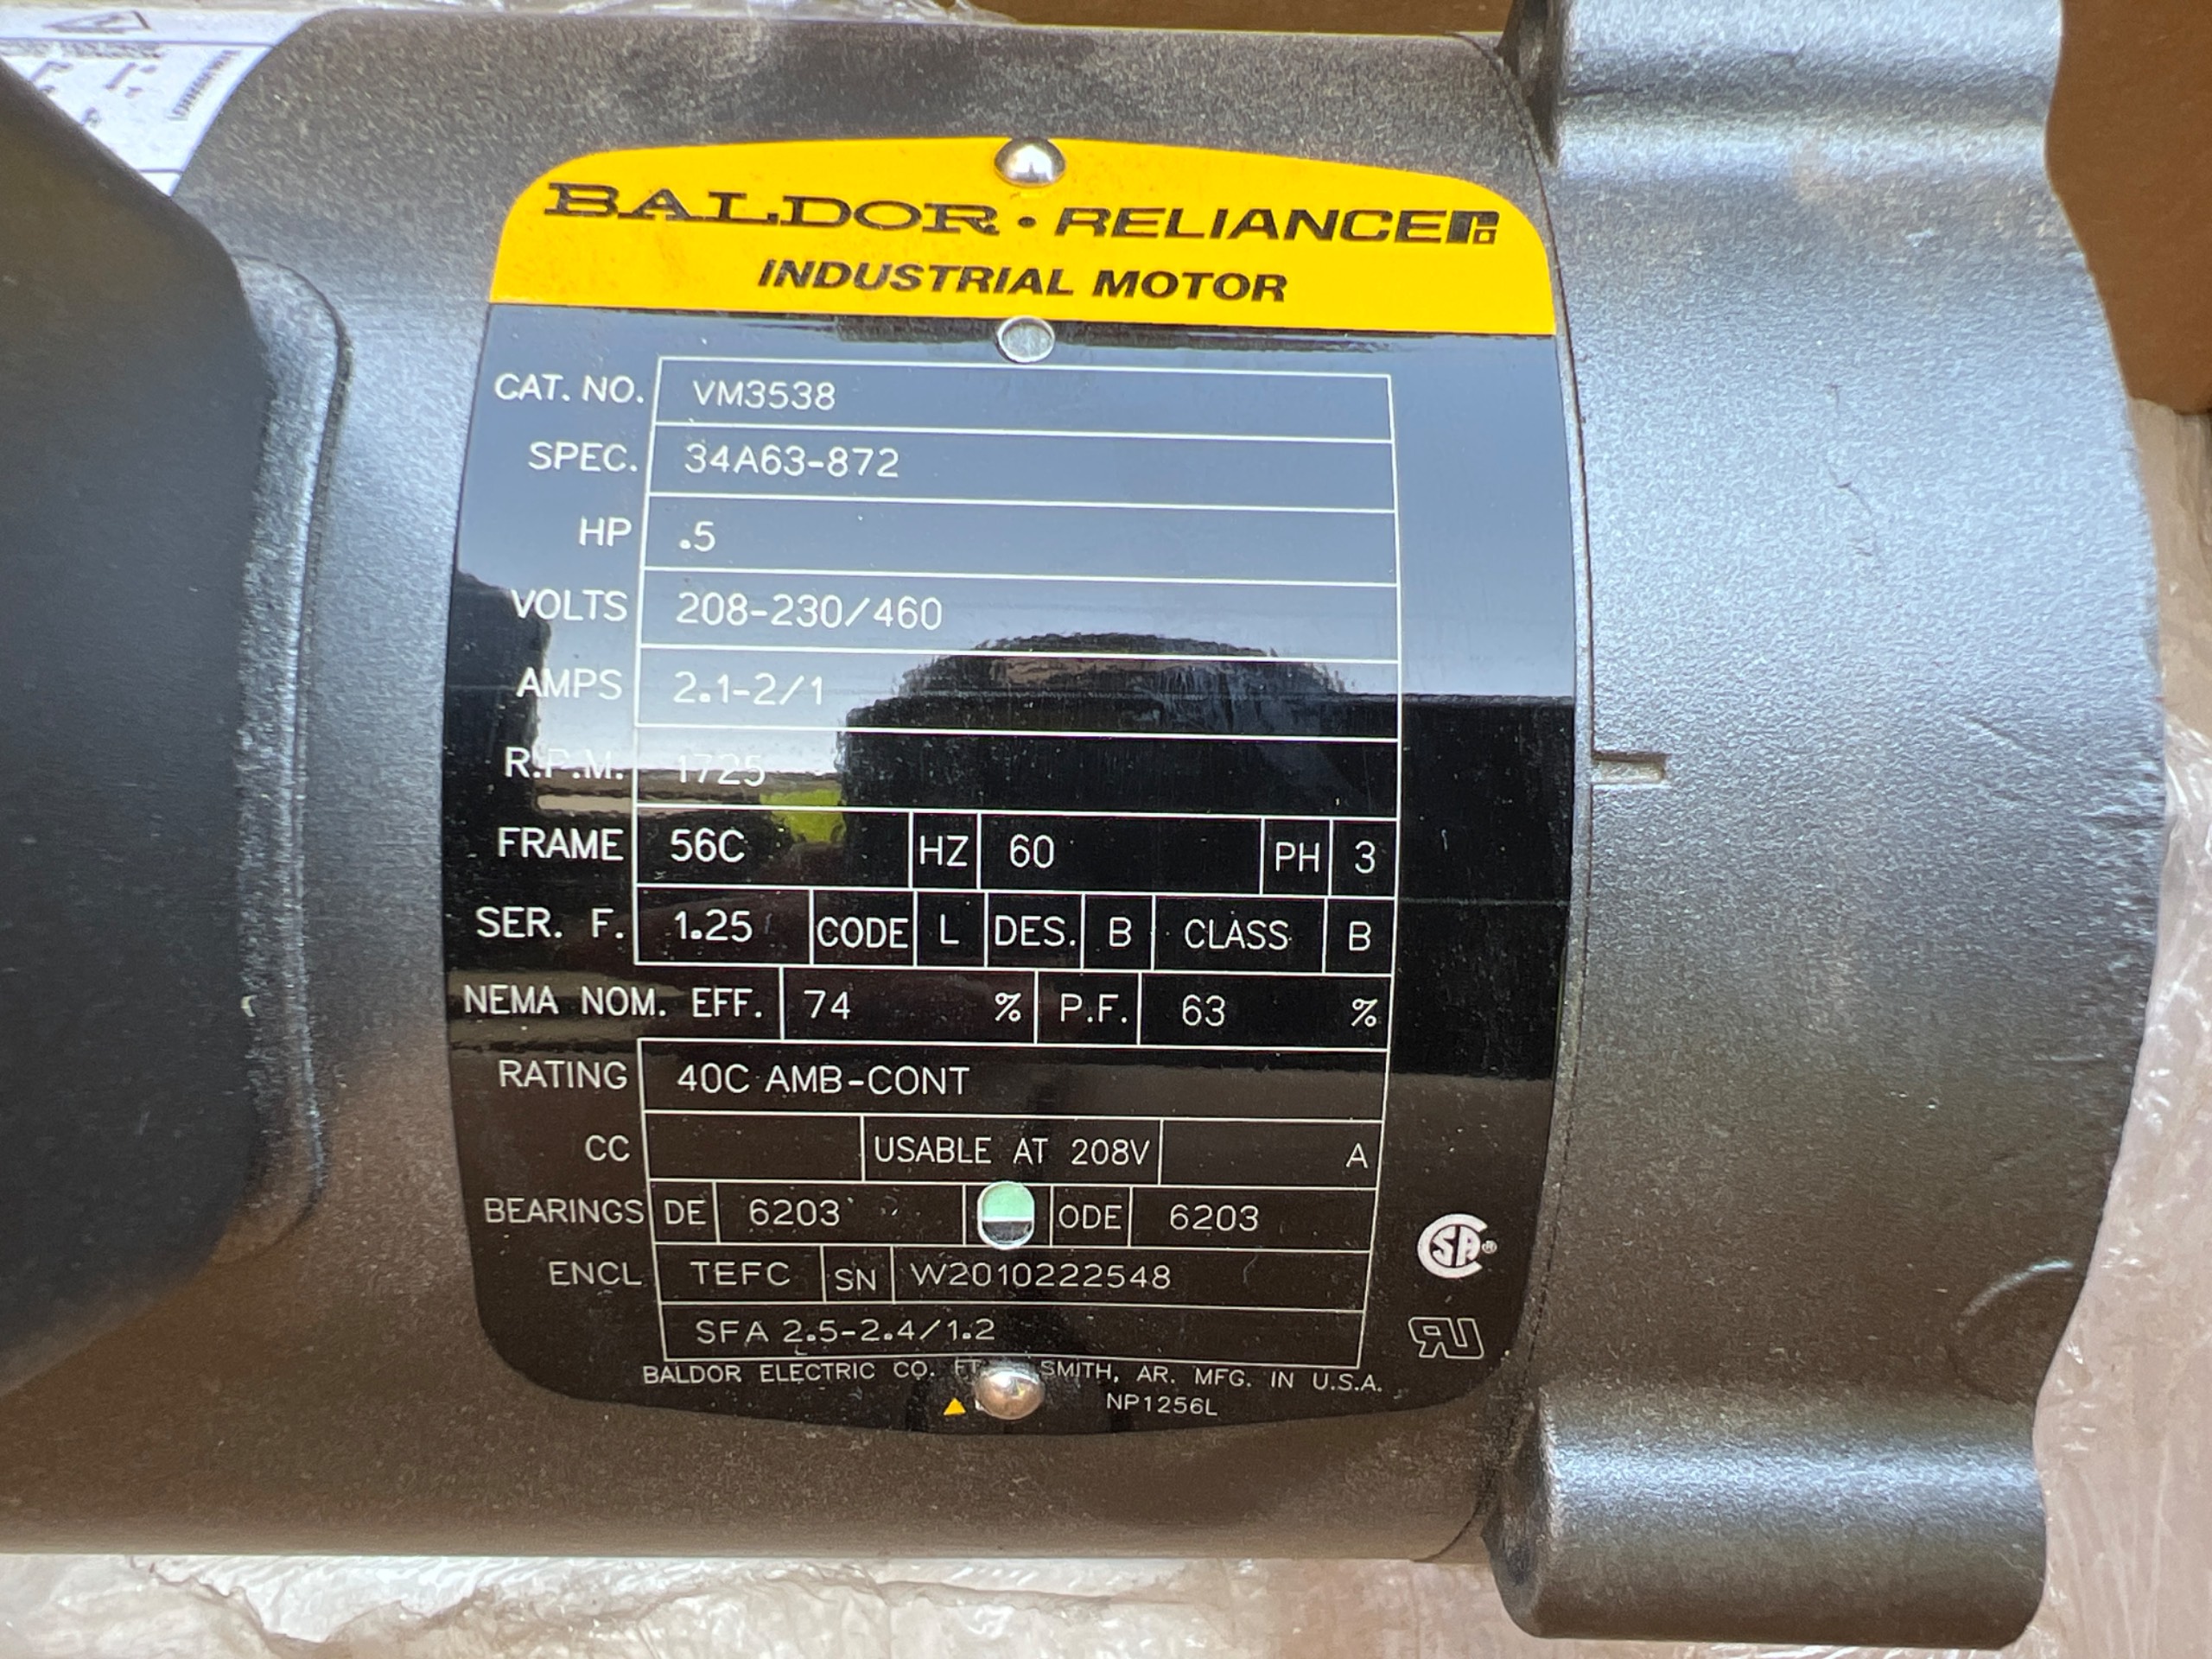 BALDOR • RELIANCE
INDUSTRIAL MOTOR
CAT. NO. VM3538
SPEC. 34A63-872
HP .5
VOLTS 208-230/460
AMPS 2.1-2/1
R.P.M. 1725
FRAME 56C HZ 60 PH 3
SER. F. 1.25 CODE L DES. B CLASS B
NEMA NOM. EFF. 74 % P.F. 63 %
RATING 40C AMB-CONT
CC USABLE AT 208V A
BEARINGS DE 6203 ODE 6203
ENCL TEFC SN W2010222548
SFA 2.5-2.4/1.2
BALDOR ELECTRIC CO. FT. SMITH, AR. MFG. IN U.S.A.
NP1256L
CSA®
UR